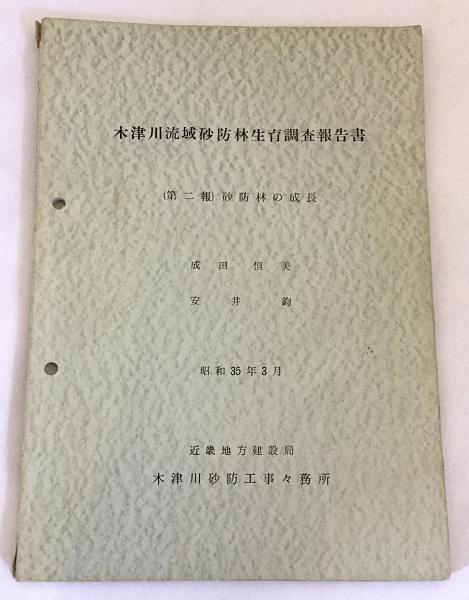 木津川流域砂防林生育調査報告書
(第二報)砂防林の成長
成田恒美
安井鈞
昭和35年3月
近畿地方建設局
木津川砂防工事々務所